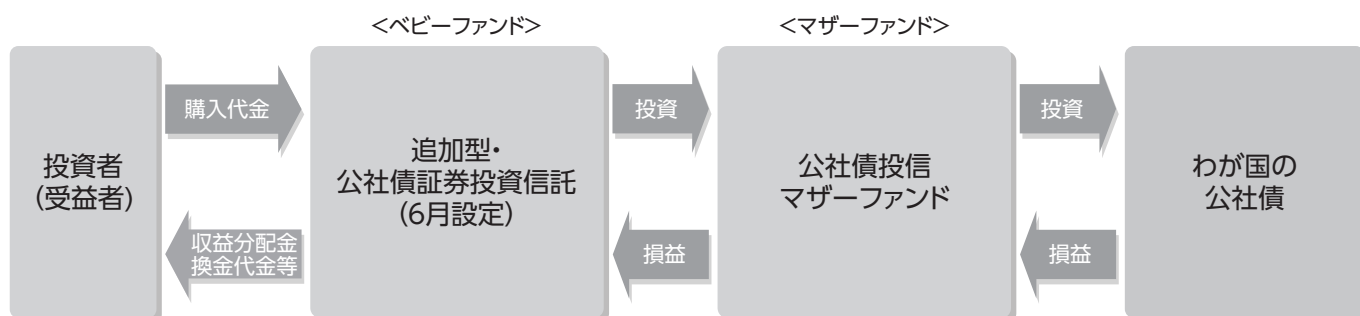 <ベビーファンド>
<マザーファンド>
投資者
(受益者)
購入代金
収益分配金
換金代金等
追加型・
公社債証券投資信託
(6月設定)
投資
損益
公社債投信
マザーファンド
投資
損益
わが国の
公社債